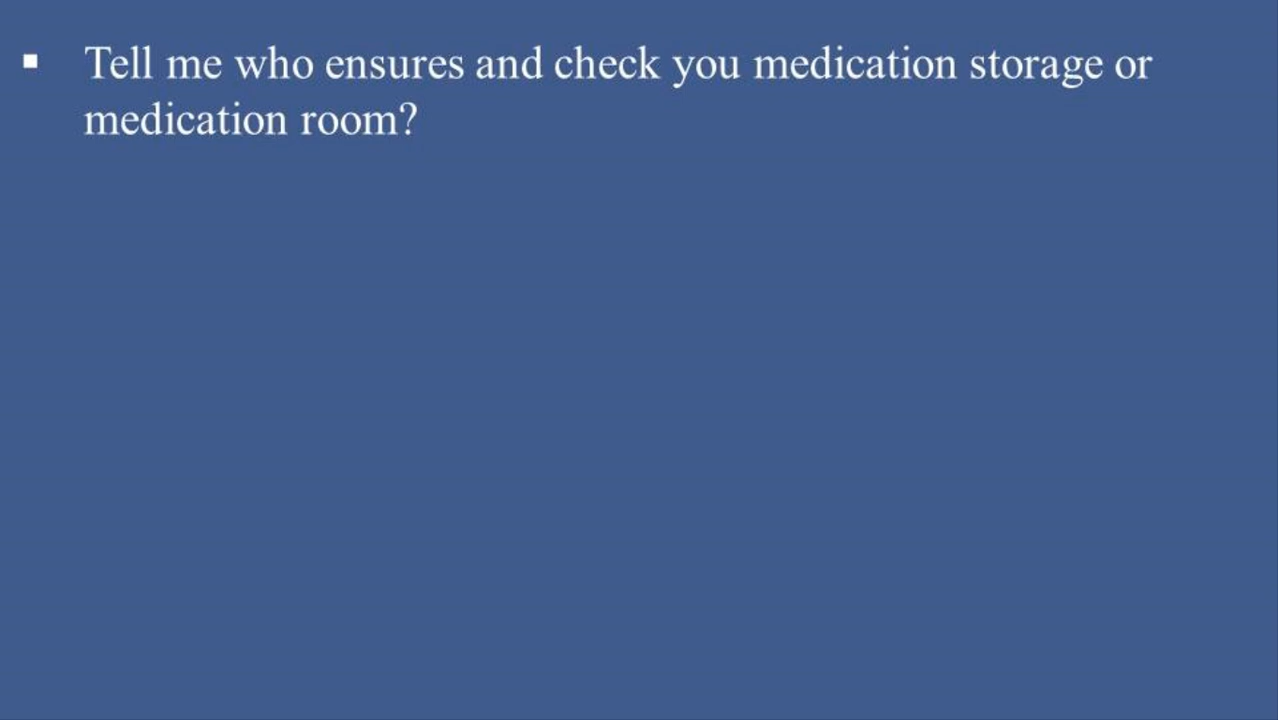 ▪ Tell me who ensures and check you medication storage or
medication room?